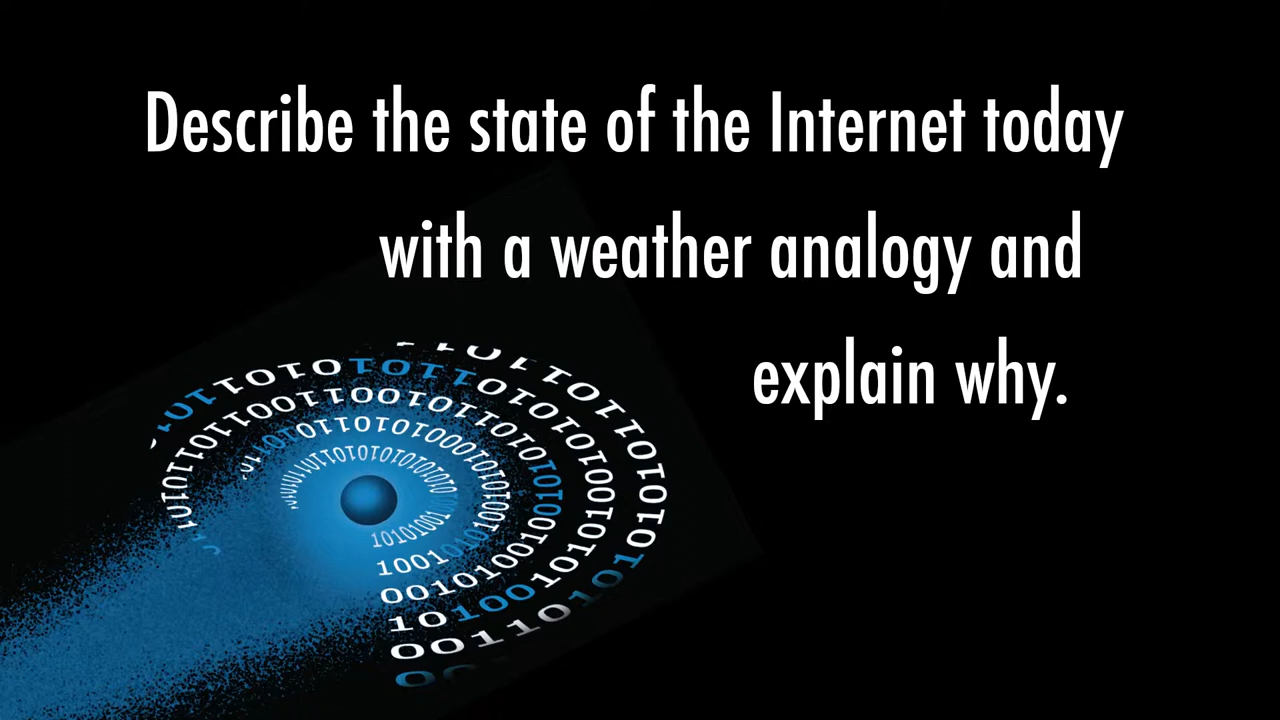 Describe the state of the Internet today
with a weather analogy and
explain why.